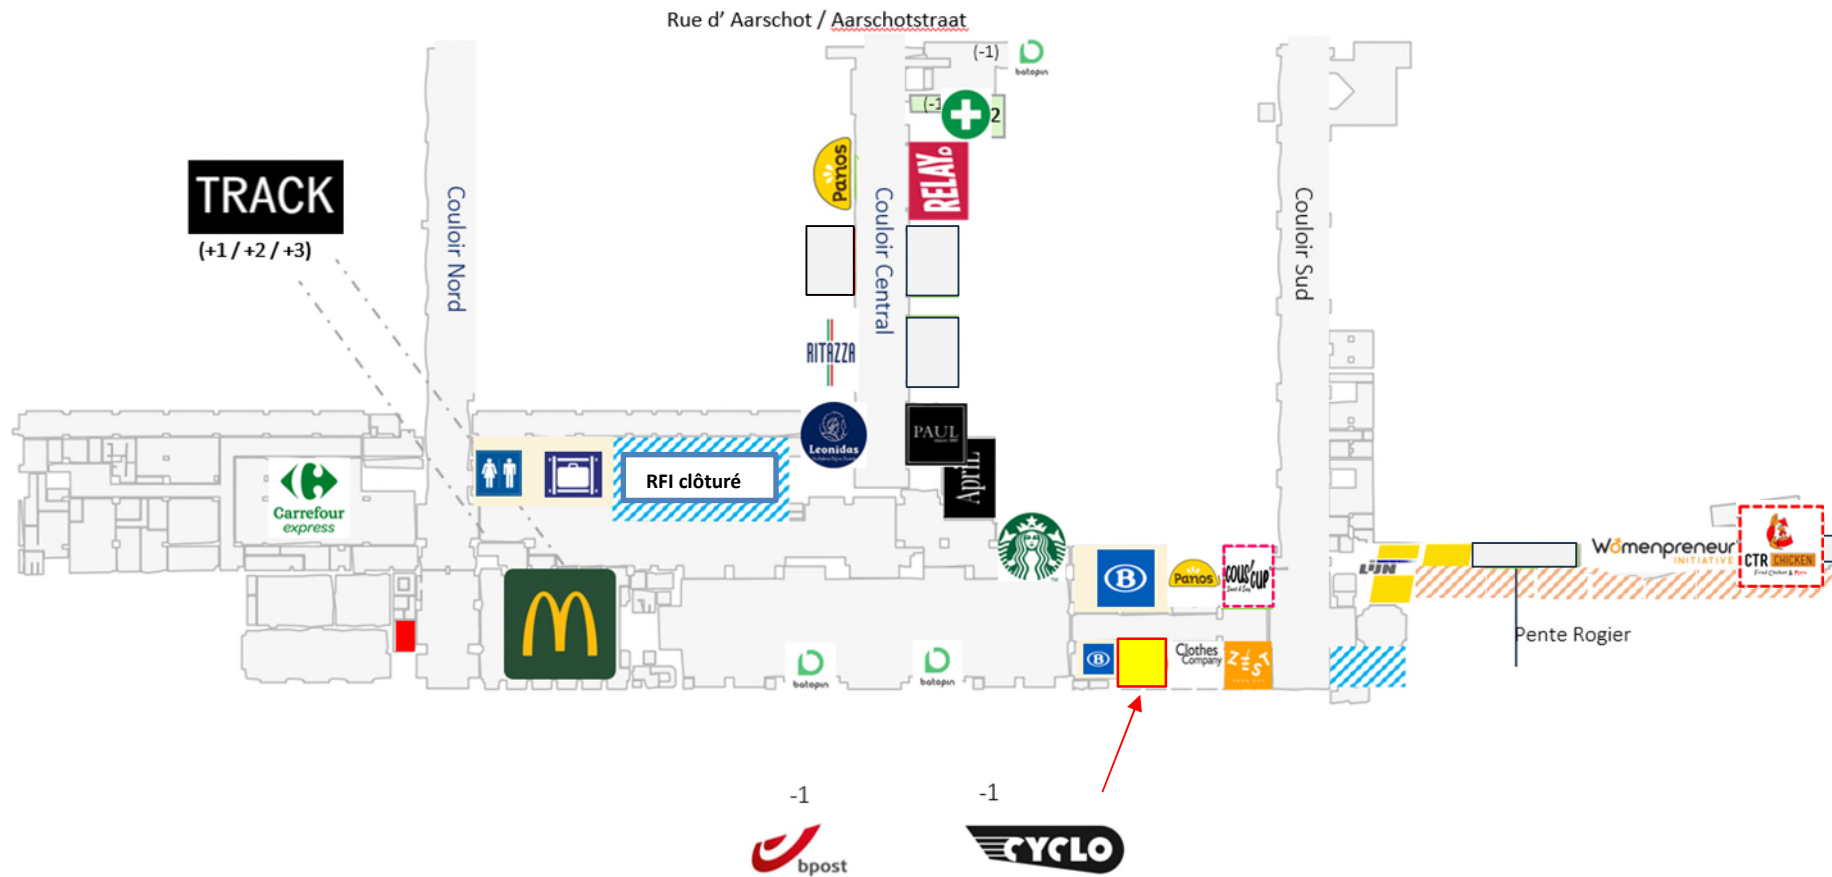 Rue d' Aarschot / Aarschotstraat
(-1)
batopin
(-1
2
Panos
RELAY
TRACK
(+1 / +2 / +3)
Couloir Nord
Couloir Central
Couloir Sud
RITAZZA
Leonidas
PAUL
April
Carrefour
express
RFI clôturé
B
Panos
COUS'CUP
LIJN
Womenpreneur
INITIATIVE
CTR CHICKEN
Pente Rogier
batopin
batopin
B
Clothes
Company
ZEST
-1
-1
bpost
CYCLO